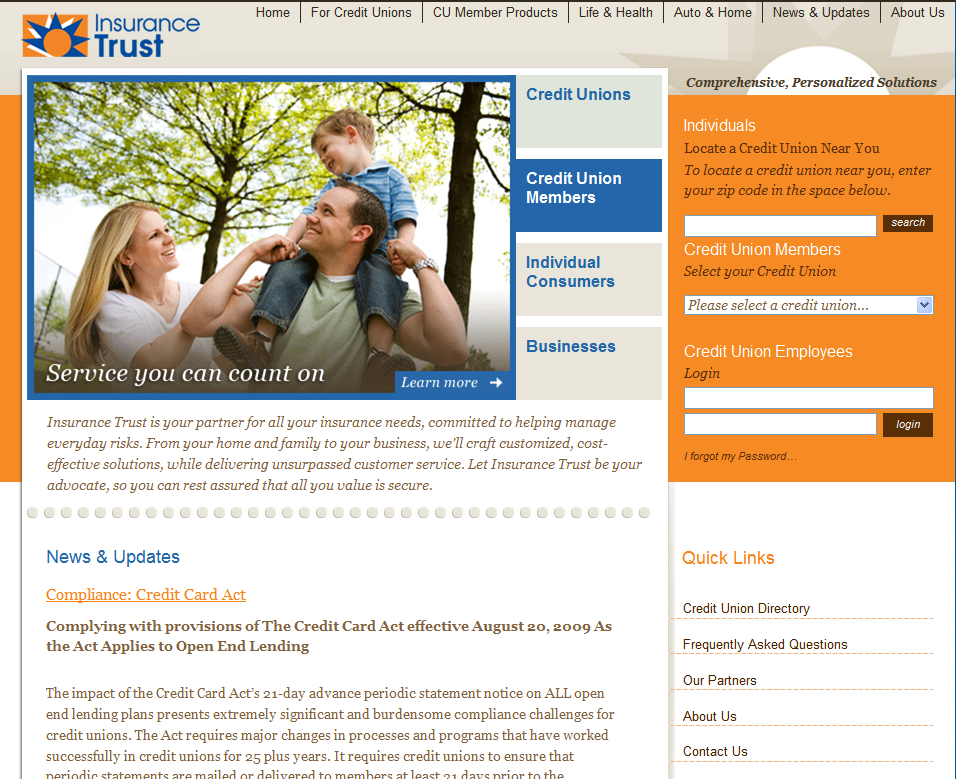 Insurance
Trust
Home
For Credit Unions
CU Member Products
Life & Health
Auto & Home
News & Updates
About Us
Comprehensive, Personalized Solutions
Credit Unions
Credit Union
Members
Individual
Consumers
Businesses
Service you can count on
Learn more
Insurance Trust is your partner for all your insurance needs, committed to helping manage
everyday risks. From your home and family to your business, we'll craft customized, cost-
effective solutions, while delivering unsurpassed customer service. Let Insurance Trust be your
advocate, so you can rest assured that all you value is secure.
Individuals
Locate a Credit Union Near You
To locate a credit union near you, enter
your zip code in the space below.
search
Credit Union Members
Select your Credit Union
Please select a credit union...
Credit Union Employees
Login
login
I forgot my Password...
News & Updates
Compliance: Credit Card Act
Complying with provisions of The Credit Card Act effective August 20, 2009 As
the Act Applies to Open End Lending
The impact of the Credit Card Act's 21-day advance periodic statement notice on ALL open
end lending plans presents extremely significant and burdensome compliance challenges for
credit unions. The Act requires major changes in processes and programs that have worked
successfully in credit unions for 25 plus years. It requires credit unions to ensure that
periodic statements are mailed or delivered to members at least 21 days prior to the
Quick Links
Credit Union Directory
Frequently Asked Questions
Our Partners
About Us
Contact Us